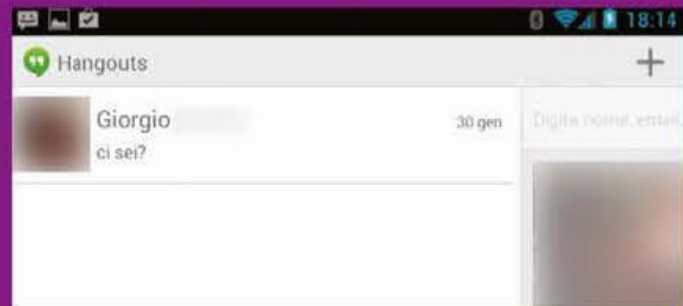 18:14
Hangouts
Giorgio
30 gen
ci sei?
Digita nome, email,